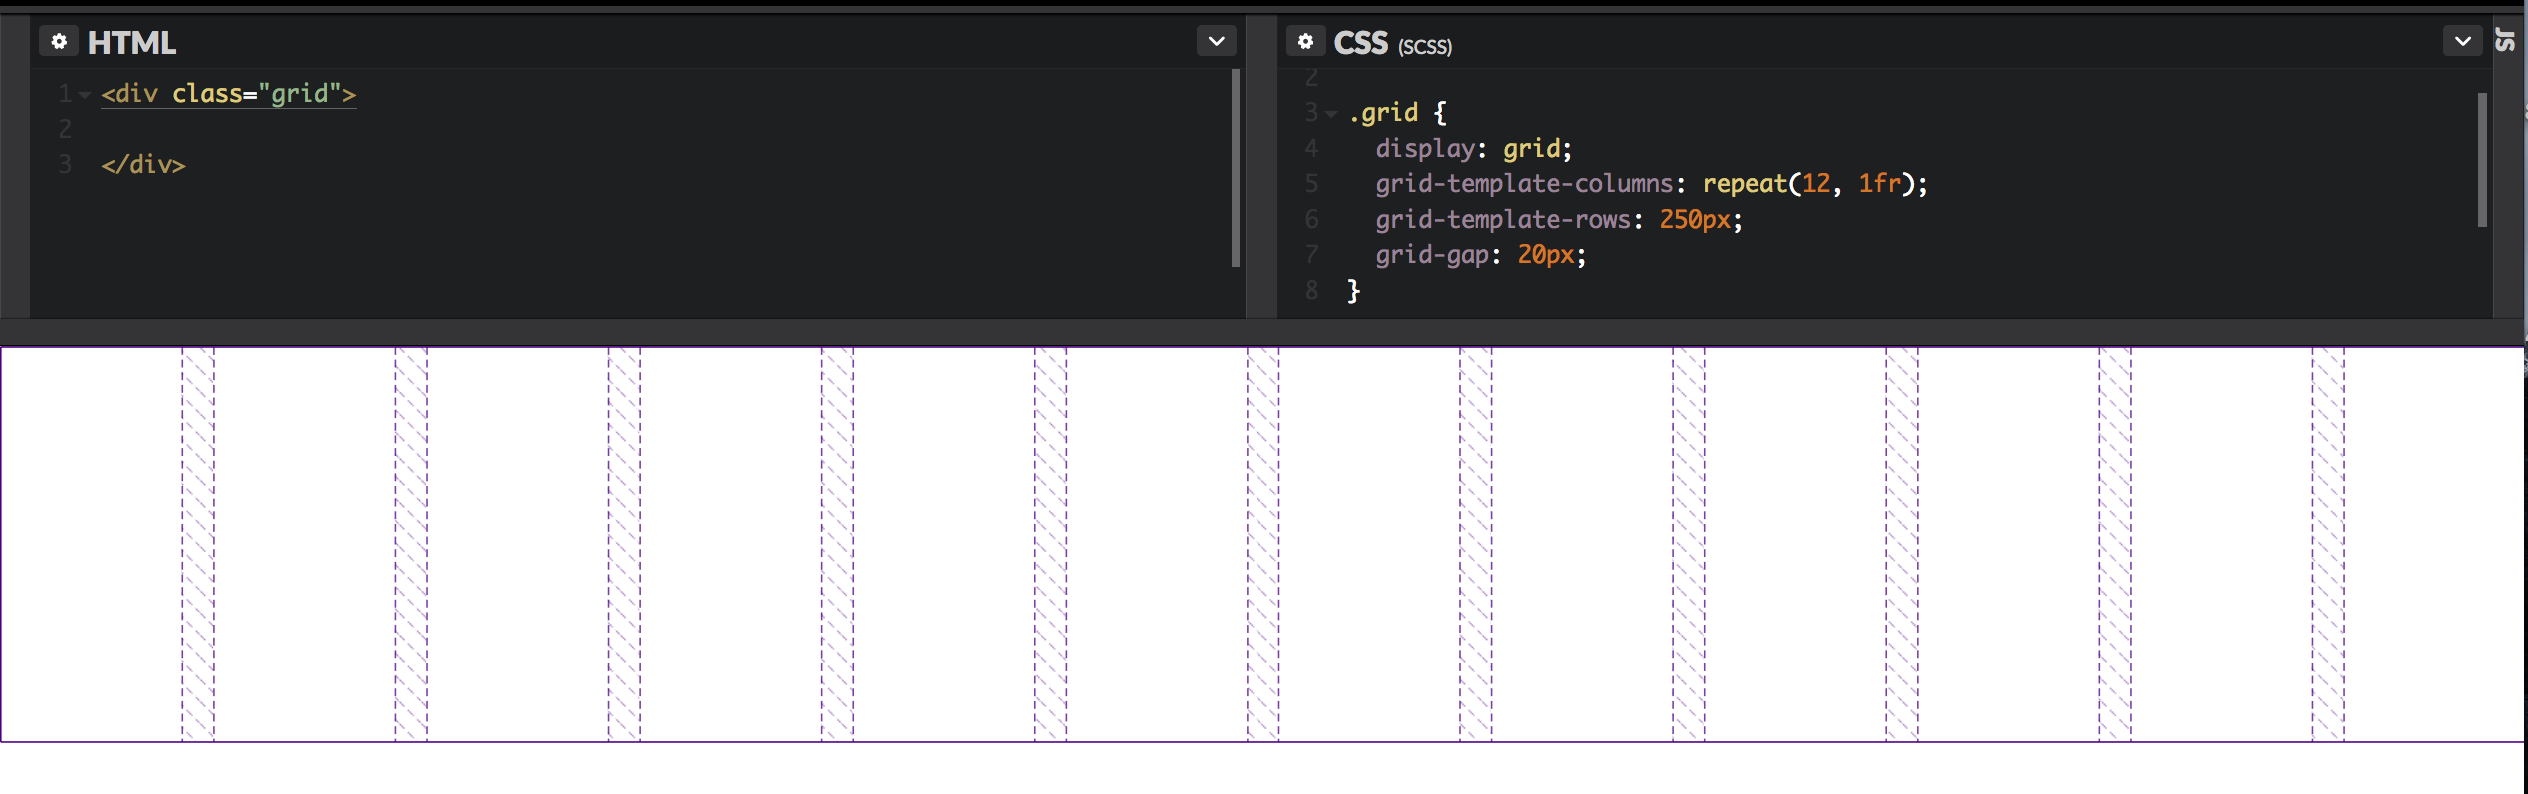 HTML
1 <div class="grid">
2
3 </div>
CSS (SCSS)
2
3 .grid {
4 display: grid;
5 grid-template-columns: repeat(12, 1fr);
6 grid-template-rows: 250px;
7 grid-gap: 20px;
8 }
JS